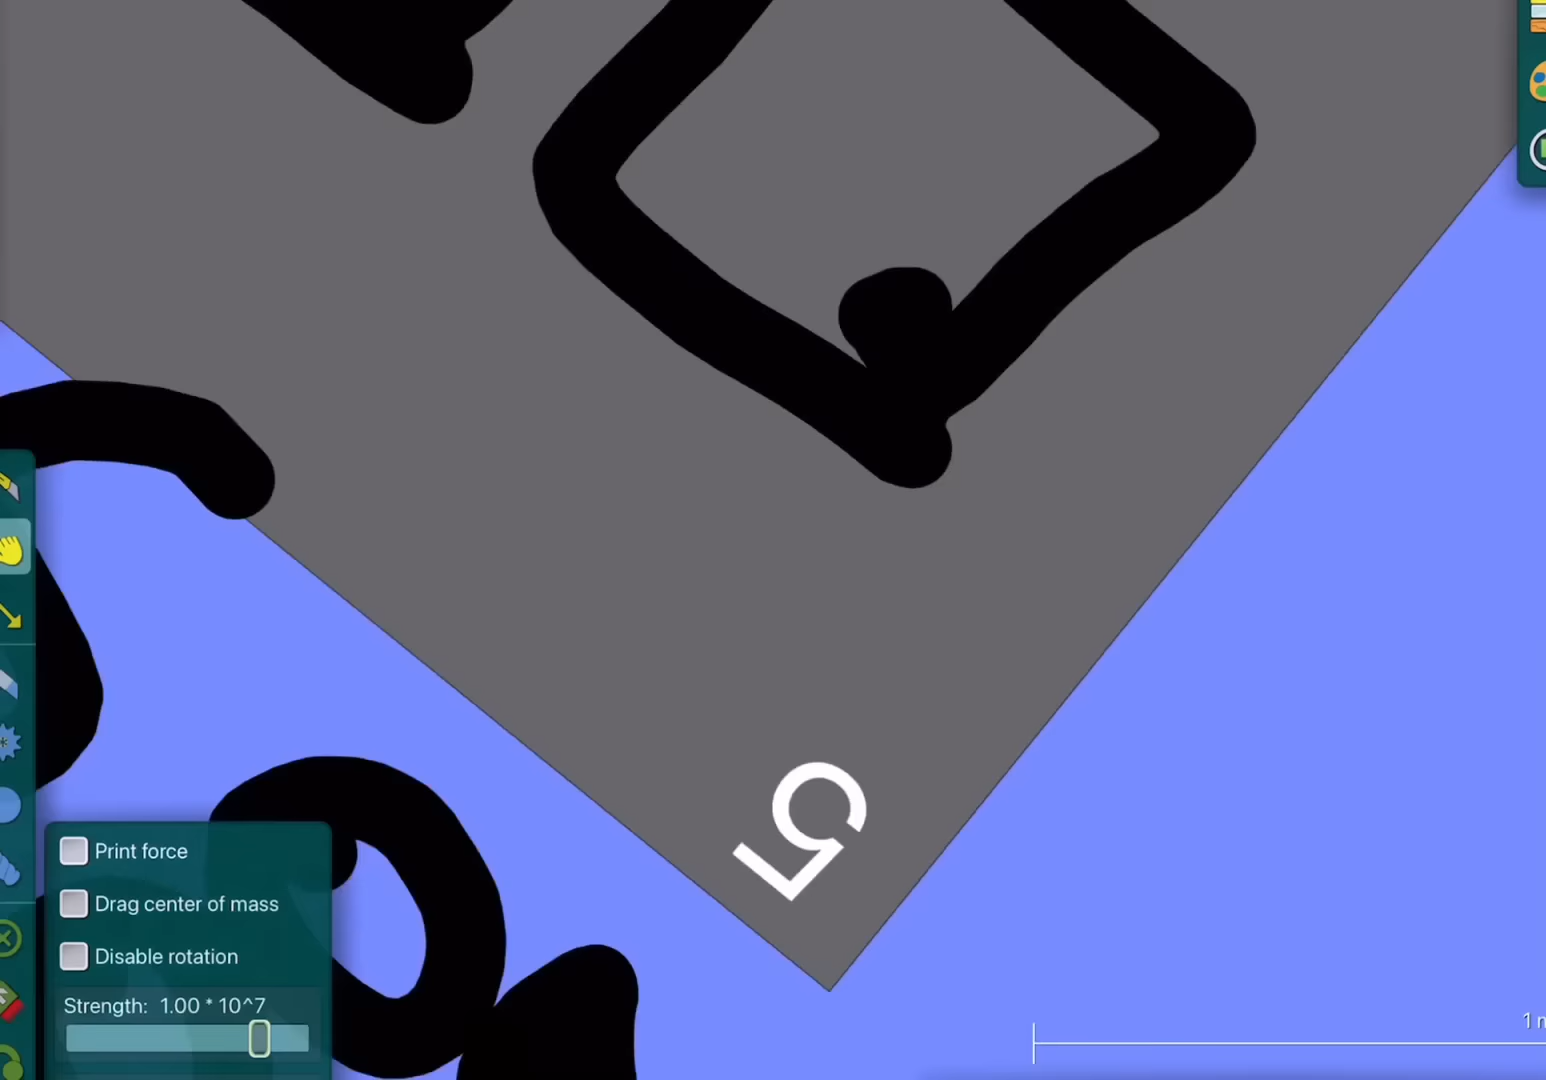 5
Print force
Drag center of mass
Disable rotation
Strength: 1.00 * 10^7